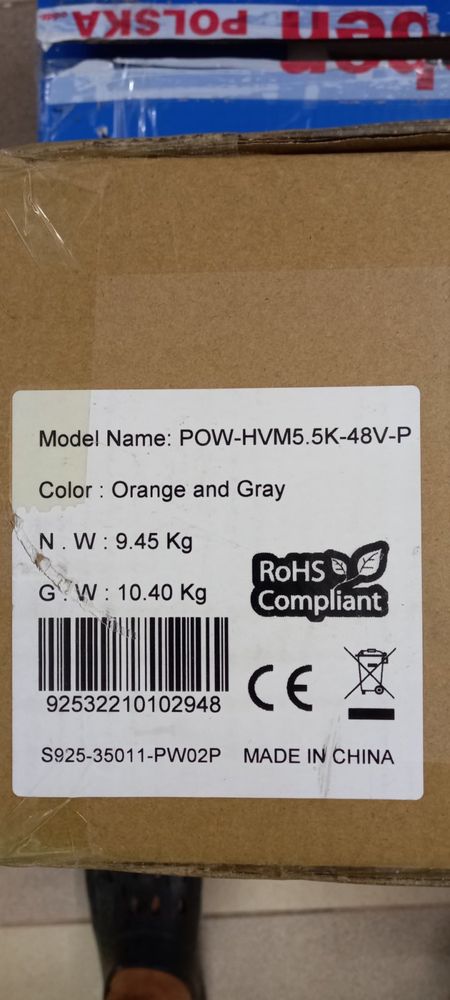 POLSKA
pen
Model Name: POW-HVM5.5K-48V-P
Color : Orange and Gray
N . W : 9.45 Kg
G . W : 10.40 Kg
RoHS
Compliant
92532210102948
CE
S925-35011-PW02P MADE IN CHINA